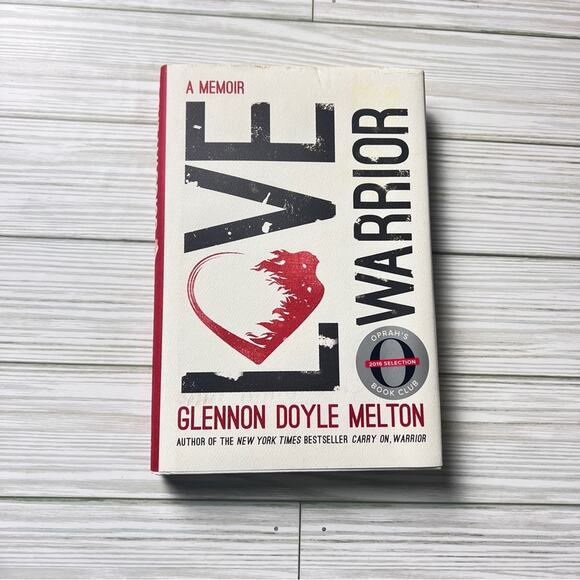 A MEMOIR
LOVE
WARRIOR
OPRAH'S
2016 SELECTION
BOOK CLUB
GLENNON DOYLE MELTON
AUTHOR OF THE NEW YORK TIMES BESTSELLER CARRY ON, WARRIOR